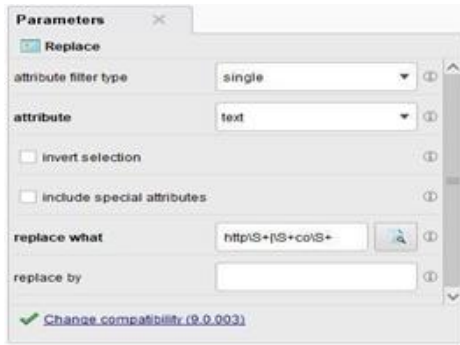 Parameters
Replace
attribute filter type single
attribute text
invert selection
include special attributes
replace what http\S+|\S+co\S+
replace by
Change compatibility (9.0.003)